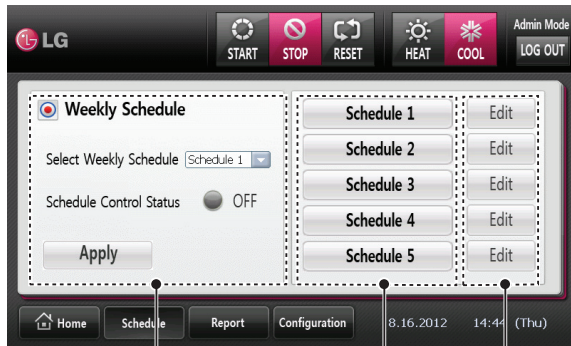 LG
START
STOP
RESET
HEAT
COOL
Admin Mode
LOG OUT
Weekly Schedule
Select Weekly Schedule Schedule 1
Schedule Control Status OFF
Apply
Schedule 1 Edit
Schedule 2 Edit
Schedule 3 Edit
Schedule 4 Edit
Schedule 5 Edit
Home Schedule Report Configuration 8.16.2012 14:44 (Thu)